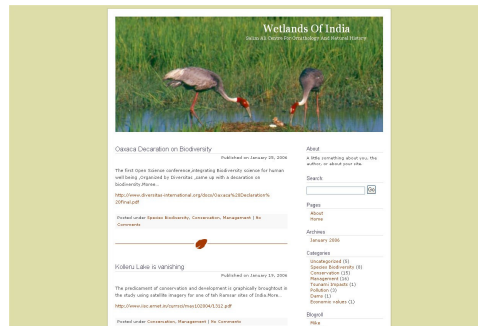 Wetlands Of India
Salim Ali Centre For Ornithology And Natural History
Oaxaca Decaration on Biodiversity
Published on January 25, 2006
The first Open Science conference,integrating Biodiversity science for human
well being ,Organized by Diversitas ,came up with a decaration on
biodiversity.Moree...
http://www.diversitas-international.org/docs/Oaxaca%20Declaration%
20final.pdf
Posted under Species Biodiversity, Conservation, Management | No
Comments
Kolleru Lake is vanishing
Published on January 19, 2006
The predicament of conservation and development is graphically broughtout in
the study using satellite imagery for one of teh Ramsar sites of India.More...
Posted under Conservation, Management | No Comments
About
A little something about you, the
author, or about your site.
Search
Go
Pages
About
Home
Archives
January 2006
Categories
Uncategorized (5)
Species Biodiversity (8)
Conservation (15)
Management (16)
Tsunami Impacts (1)
Pollution (3)
Dams (1)
Economic values (1)
Blogroll
Mike